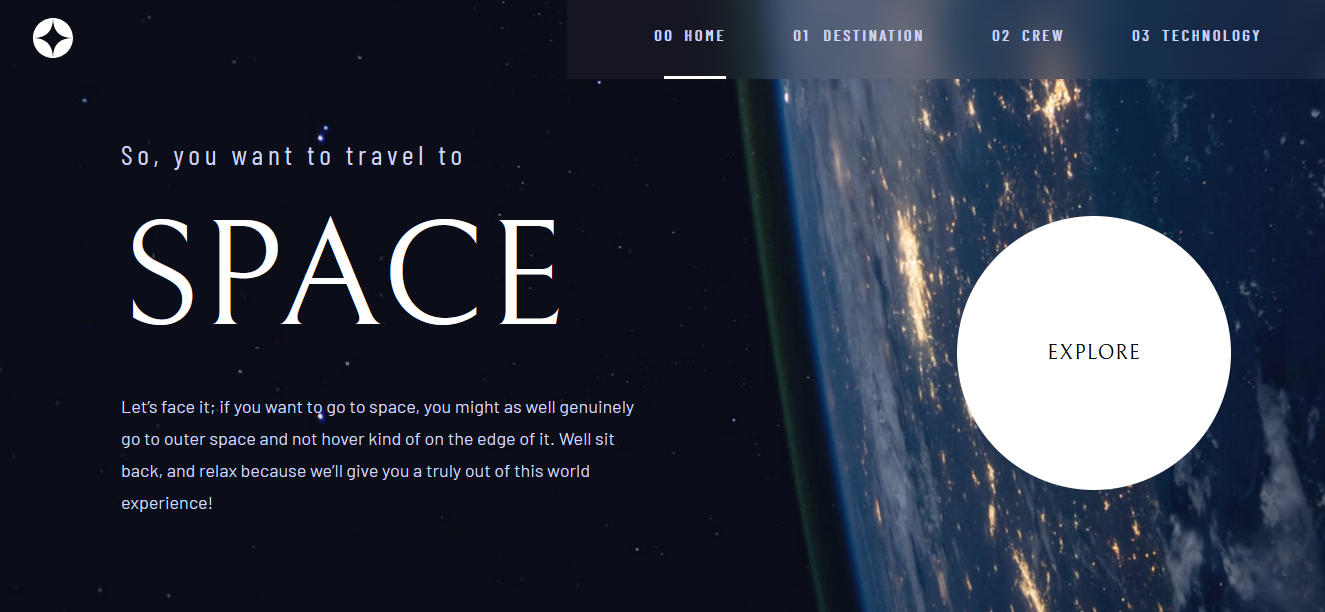 00 HOME 01 DESTINATION 02 CREW 03 TECHNOLOGY
So, you want to travel to
SPACE
Let’s face it; if you want to go to space, you might as well genuinely
go to outer space and not hover kind of on the edge of it. Well sit
back, and relax because we’ll give you a truly out of this world
experience!
EXPLORE